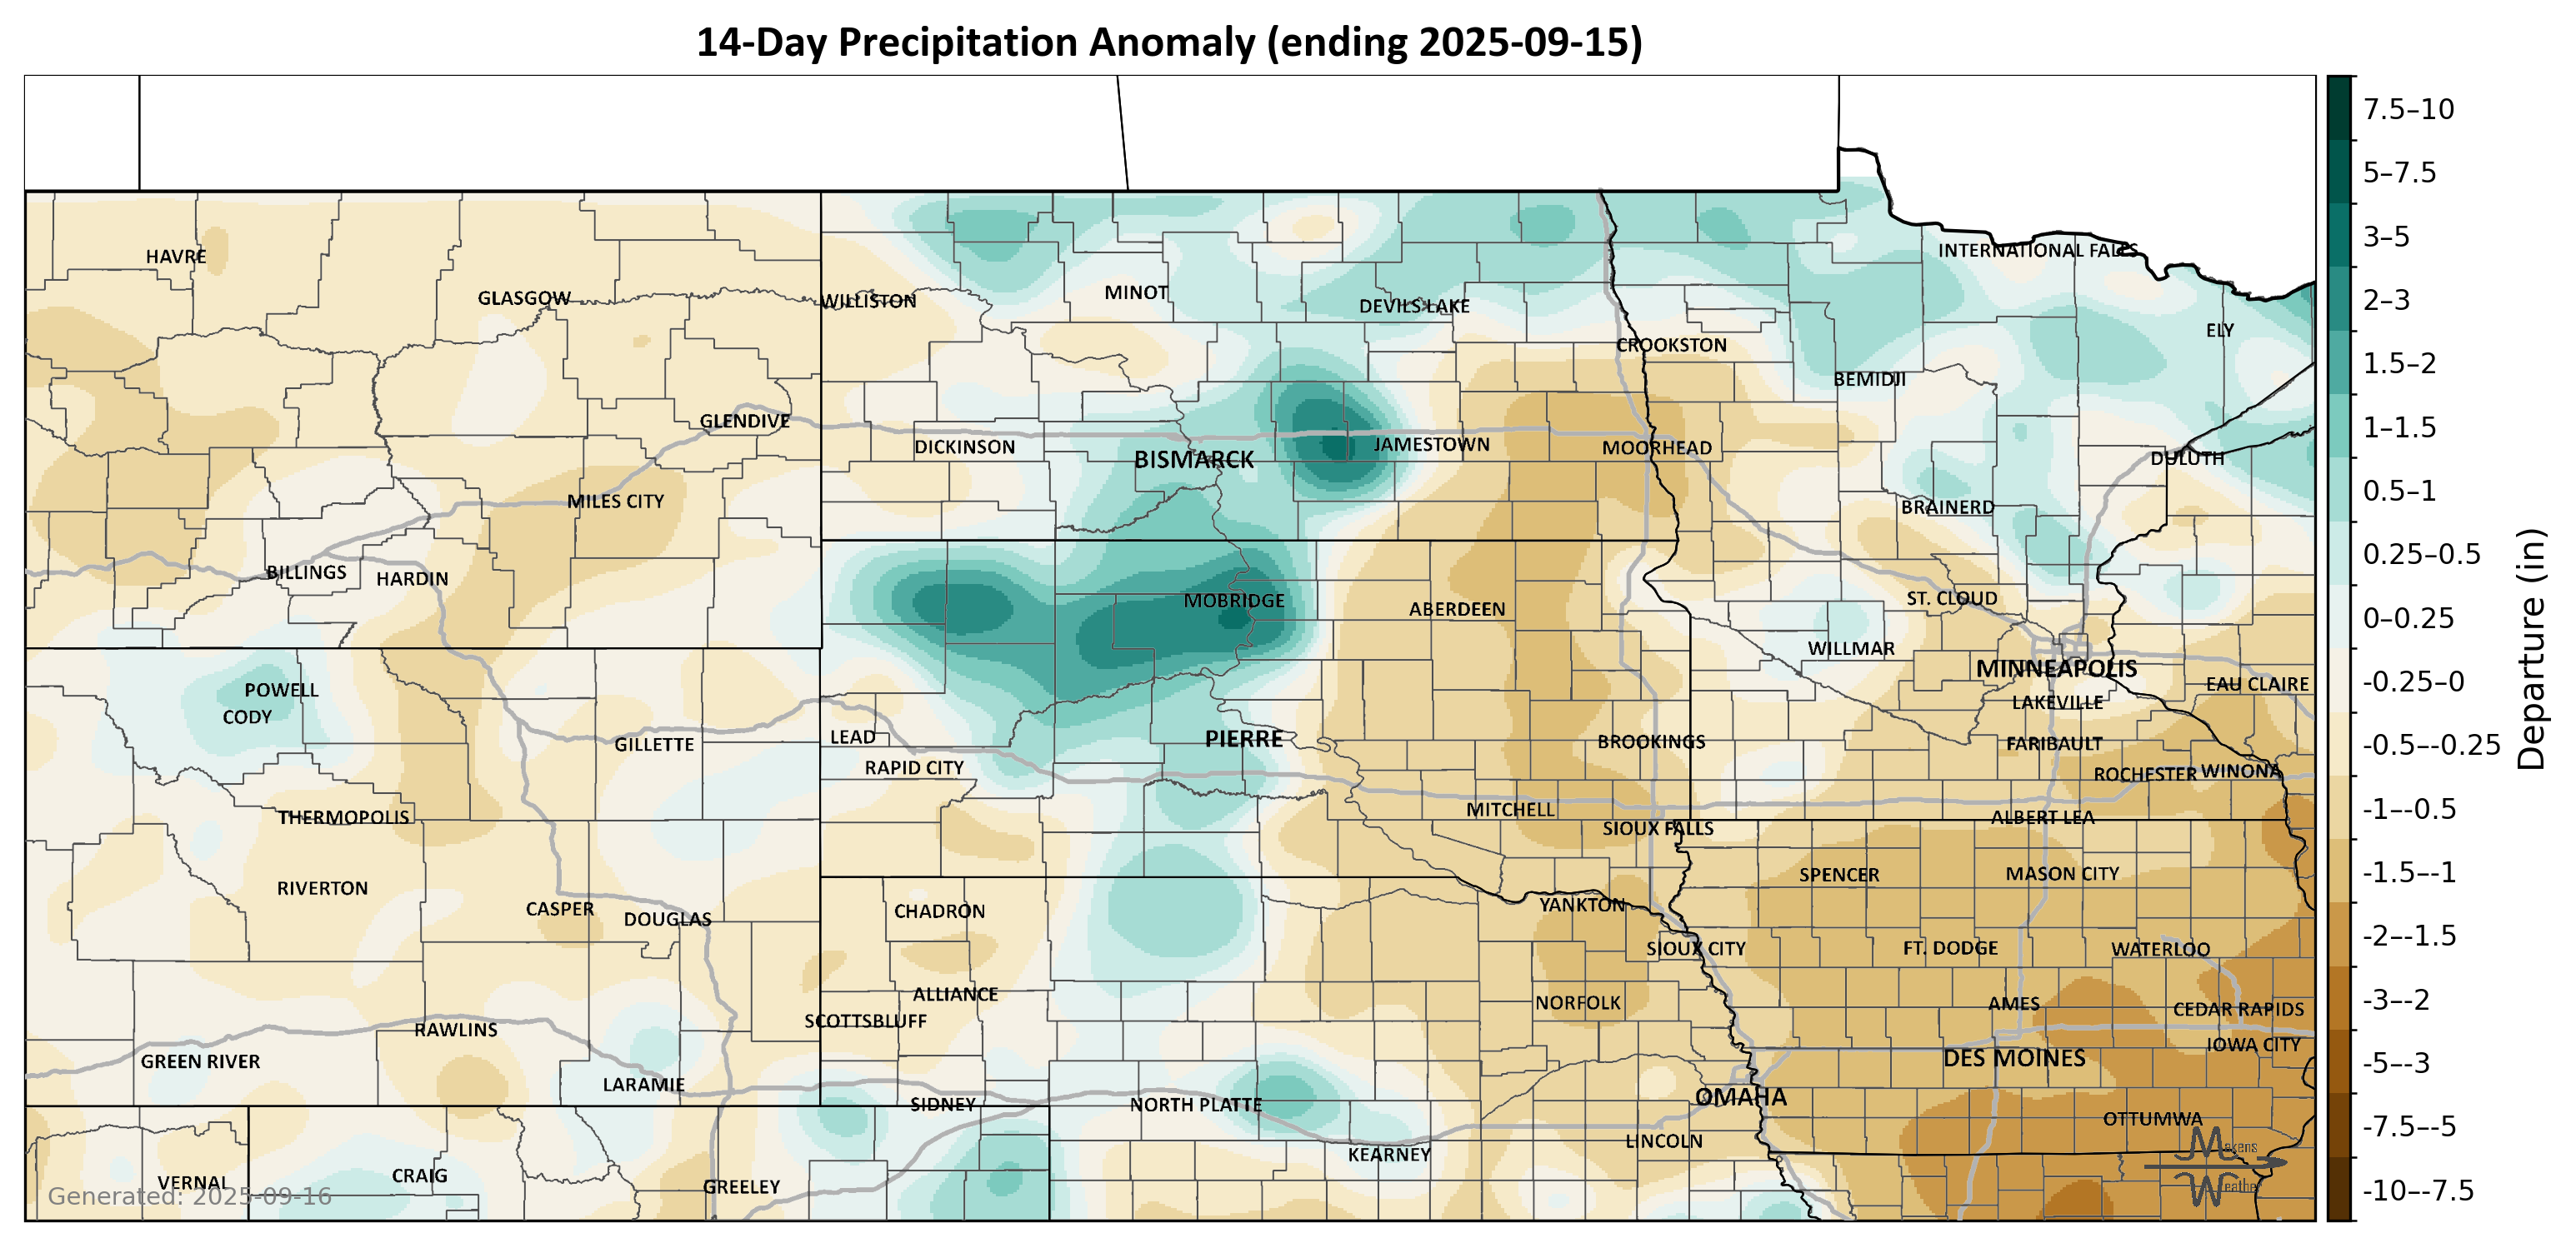 14-Day Precipitation Anomaly (ending 2025-09-15)
HAVRE
GLASGOW
WILLISTON
MINOT
DEVILS LAKE
INTERNATIONAL FALLS
ELY
CROOKSTON
BEMIDJI
GLENDIVE
DICKINSON
BISMARCK
JAMESTOWN
MOORHEAD
DULUTH
MILES CITY
BRAINERD
BILLINGS
HARDIN
MOBRIDGE
ABERDEEN
ST. CLOUD
WILLMAR
MINNEAPOLIS
EAU CLAIRE
POWELL
CODY
LAKEVILLE
GILLETTE
LEAD
PIERRE
BROOKINGS
FARIBAULT
RAPID CITY
ROCHESTER
WINONA
THERMOPOLIS
MITCHELL
SIOUX FALLS
ALBERT LEA
RIVERTON
SPENCER
MASON CITY
CASPER
DOUGLAS
CHADRON
YANKTON
SIOUX CITY
FT. DODGE
WATERLOO
ALLIANCE
NORFOLK
AMES
CEDAR RAPIDS
SCOTTSBLUFF
RAWLINS
IOWA CITY
GREEN RIVER
DES MOINES
LARAMIE
SIDNEY
NORTH PLATTE
OMAHA
OTTUMWA
LINCOLN
KEARNEY
VERNAL
CRAIG
GREELEY
Generated: 2025-09-16
Makens
Weather
7.5–10
5–7.5
3–5
2–3
1.5–2
1–1.5
0.5–1
0.25–0.5
0–0.25
-0.25–0
-0.5–-0.25
-1–-0.5
-1.5–-1
-2–-1.5
-3–-2
-5–-3
-7.5–-5
-10–-7.5
Departure (in)